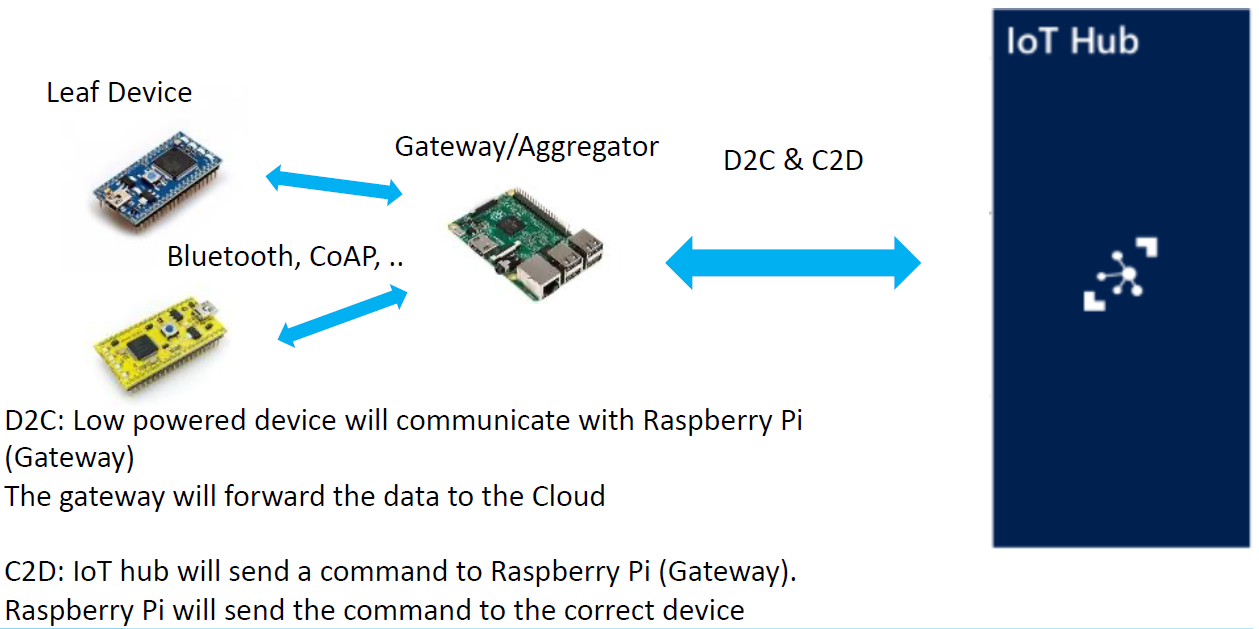 IoT Hub
Leaf Device
Gateway/Aggregator
D2C & C2D
Bluetooth, CoAP, ..
D2C: Low powered device will communicate with Raspberry Pi
(Gateway)
The gateway will forward the data to the Cloud
C2D: IoT hub will send a command to Raspberry Pi (Gateway).
Raspberry Pi will send the command to the correct device